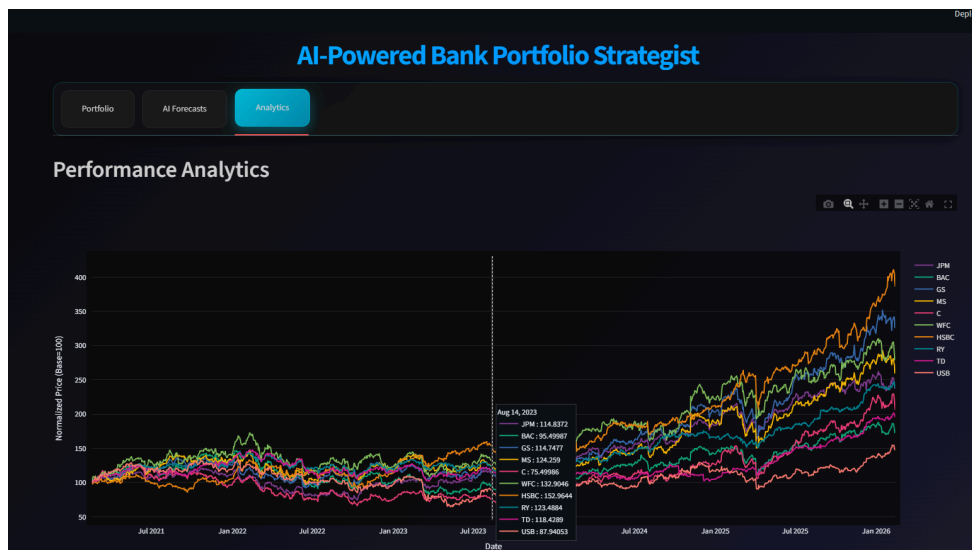 Depl
AI-Powered Bank Portfolio Strategist
Portfolio
AI Forecasts
Analytics
Performance Analytics
Normalized Price (Base=100)
400
350
300
250
200
150
100
50
Jul 2021
Jan 2022
Jul 2022
Jan 2023
Jul 2023
Jul 2024
Jan 2025
Jul 2025
Jan 2026
Date
Aug 14, 2023
JPM : 114.8372
BAC : 95.49987
GS : 114.7477
MS : 124.259
C : 75.49986
WFC : 132.9046
HSBC : 152.9644
RY : 123.4884
TD : 118.4289
USB : 87.94053
JPM
BAC
GS
MS
C
WFC
HSBC
RY
TD
USB